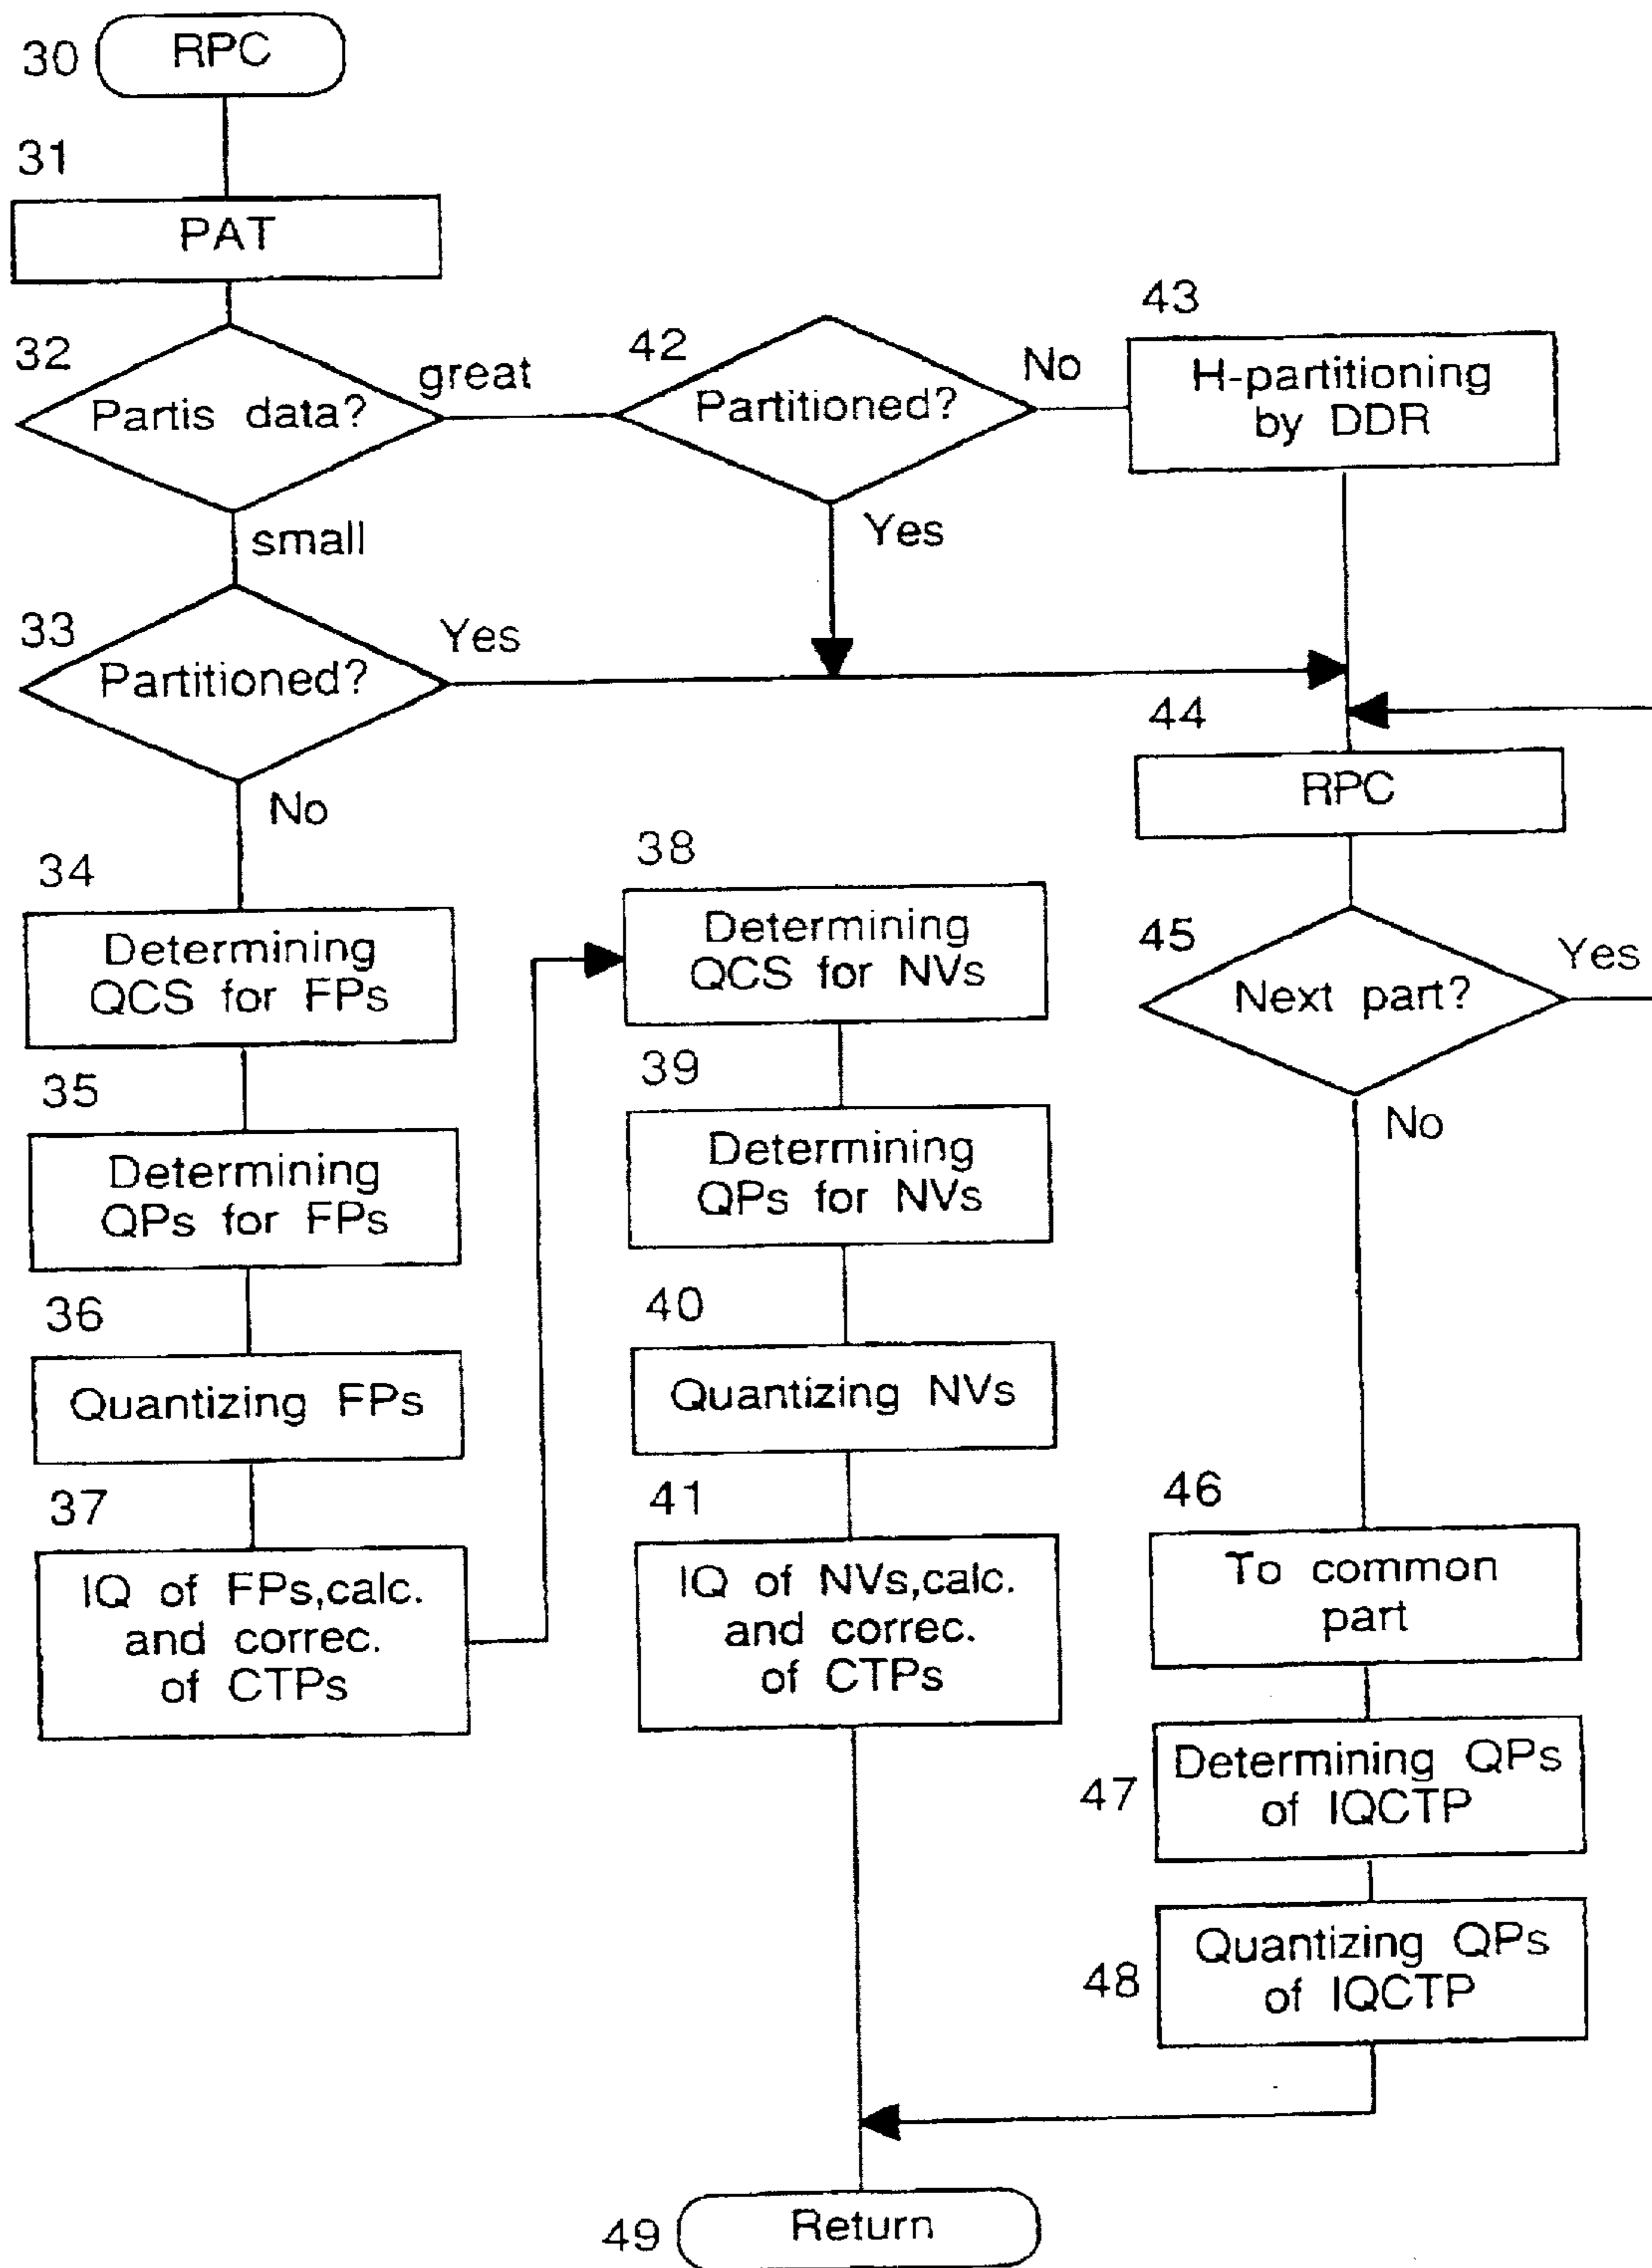 30
RPC
31
PAT
32
Partis data?
great
small
42
Partitioned?
No
Yes
43
H-partitioning
by DDR
33
Partitioned?
Yes
No
34
Determining
QCS for FPs
35
Determining
QPs for FPs
36
Quantizing FPs
37
IQ of FPs,calc.
and correc.
of CTPs
38
Determining
QCS for NVs
39
Determining
QPs for NVs
40
Quantizing NVs
41
IQ of NVs,calc.
and correc.
of CTPs
44
RPC
45
Next part?
Yes
No
46
To common
part
47
Determining QPs
of IQCTP
48
Quantizing QPs
of IQCTP
49
Return